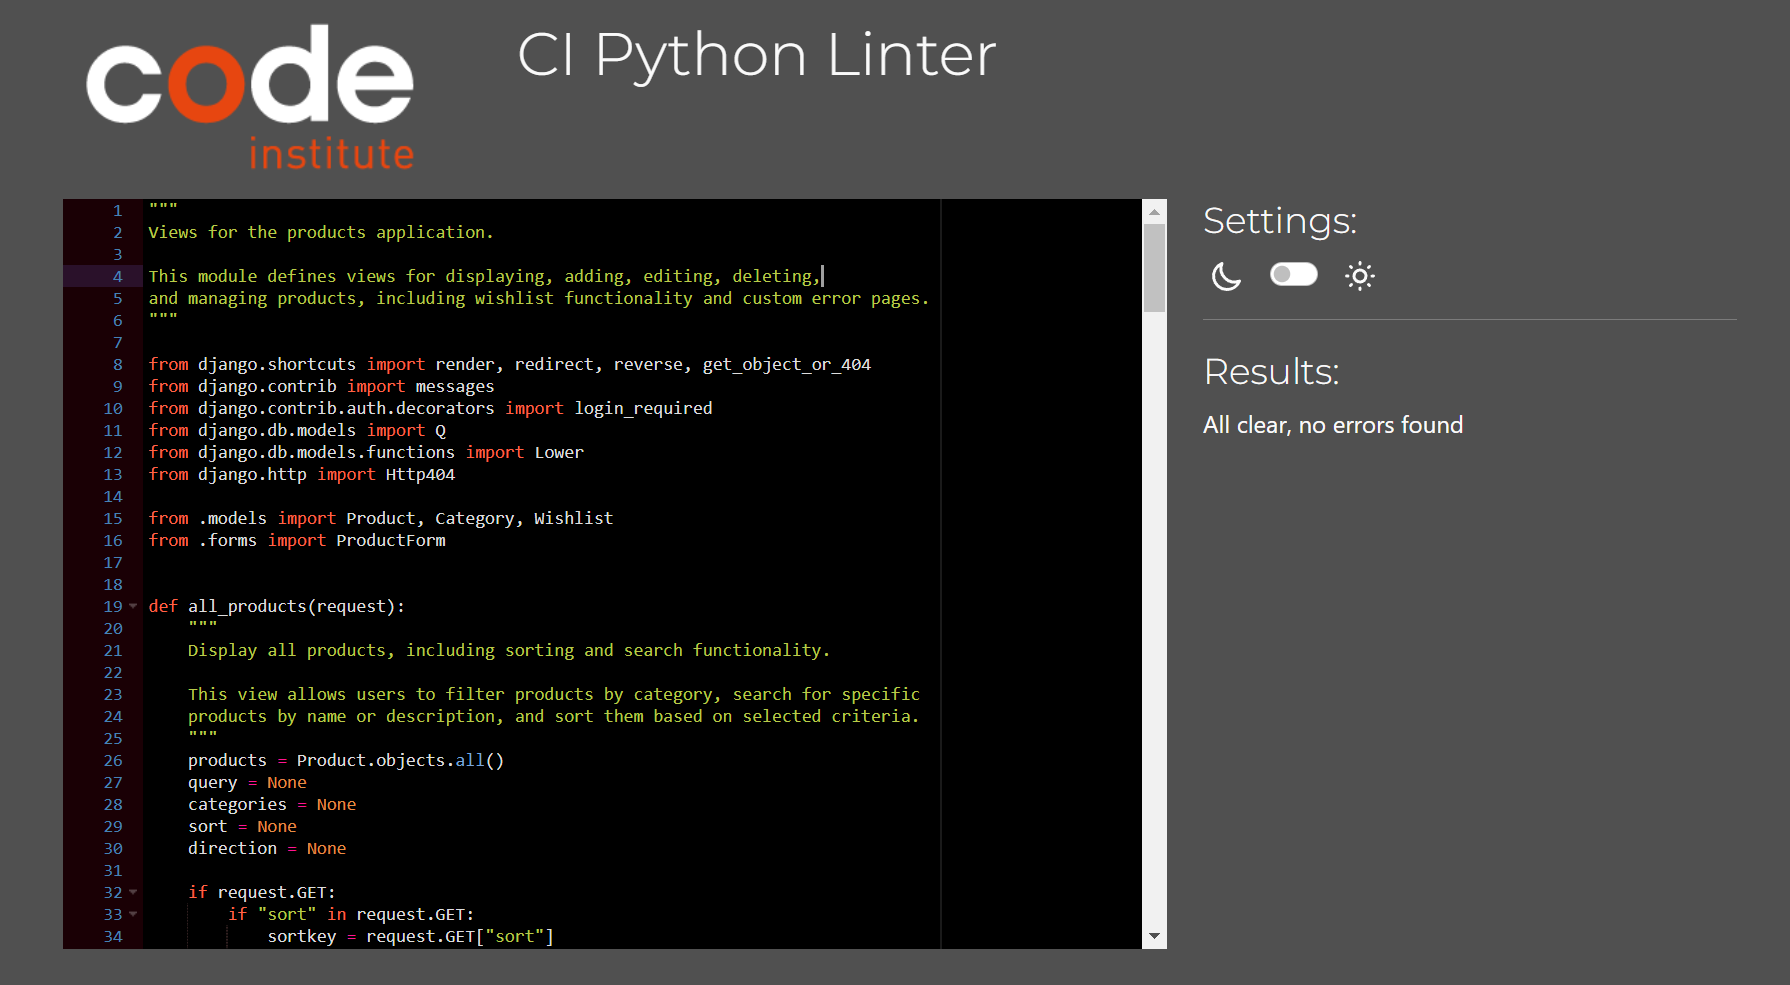 code
institute
CI Python Linter
1 """
2 Views for the products application.
3
4 This module defines views for displaying, adding, editing, deleting,
5 and managing products, including wishlist functionality and custom error pages.
6 """
7
8 from django.shortcuts import render, redirect, reverse, get_object_or_404
9 from django.contrib import messages
10 from django.contrib.auth.decorators import login_required
11 from django.db.models import Q
12 from django.db.models.functions import Lower
13 from django.http import Http404
14
15 from .models import Product, Category, Wishlist
16 from .forms import ProductForm
17
18
19 def all_products(request):
20     """
21     Display all products, including sorting and search functionality.
22
23     This view allows users to filter products by category, search for specific
24     products by name or description, and sort them based on selected criteria.
25     """
26     products = Product.objects.all()
27     query = None
28     categories = None
29     sort = None
30     direction = None
31
32     if request.GET:
33         if "sort" in request.GET:
34             sortkey = request.GET["sort"]
Settings:
Results:
All clear, no errors found